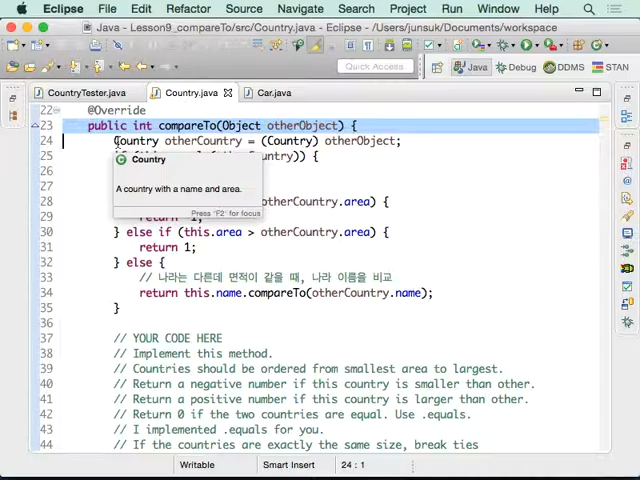 Eclipse File Edit Source Navigate Search Project Run Window Help
Java - Lesson9_compareTo/src/Country.java - Eclipse - /Users/junsuk/Documents/workspace
Quick Access Java Debug DDMS STAN
CountryTester.java Country.java Car.java
22 @Override
23 public int compareTo(Object otherObject) {
24 Country otherCountry = (Country) otherObject;
25 )) {
Country
A country with a name and area.
Press 'F2' for focus
28 otherCountry.area) {
29 return -1;
30 } else if (this.area > otherCountry.area) {
31 return 1;
32 } else {
33 // 나라는 다른데 면적이 같을 때, 나라 이름을 비교
34 return this.name.compareTo(otherCountry.name);
35 }
36
37 // YOUR CODE HERE
38 // Implement this method.
39 // Countries should be ordered from smallest area to largest.
40 // Return a negative number if this country is smaller than other.
41 // Return a positive number if this country is larger than other.
42 // Return 0 if the two countries are equal. Use .equals.
43 // I implemented .equals for you.
44 // If the countries are exactly the same size, break ties
Writable Smart Insert 24 : 1